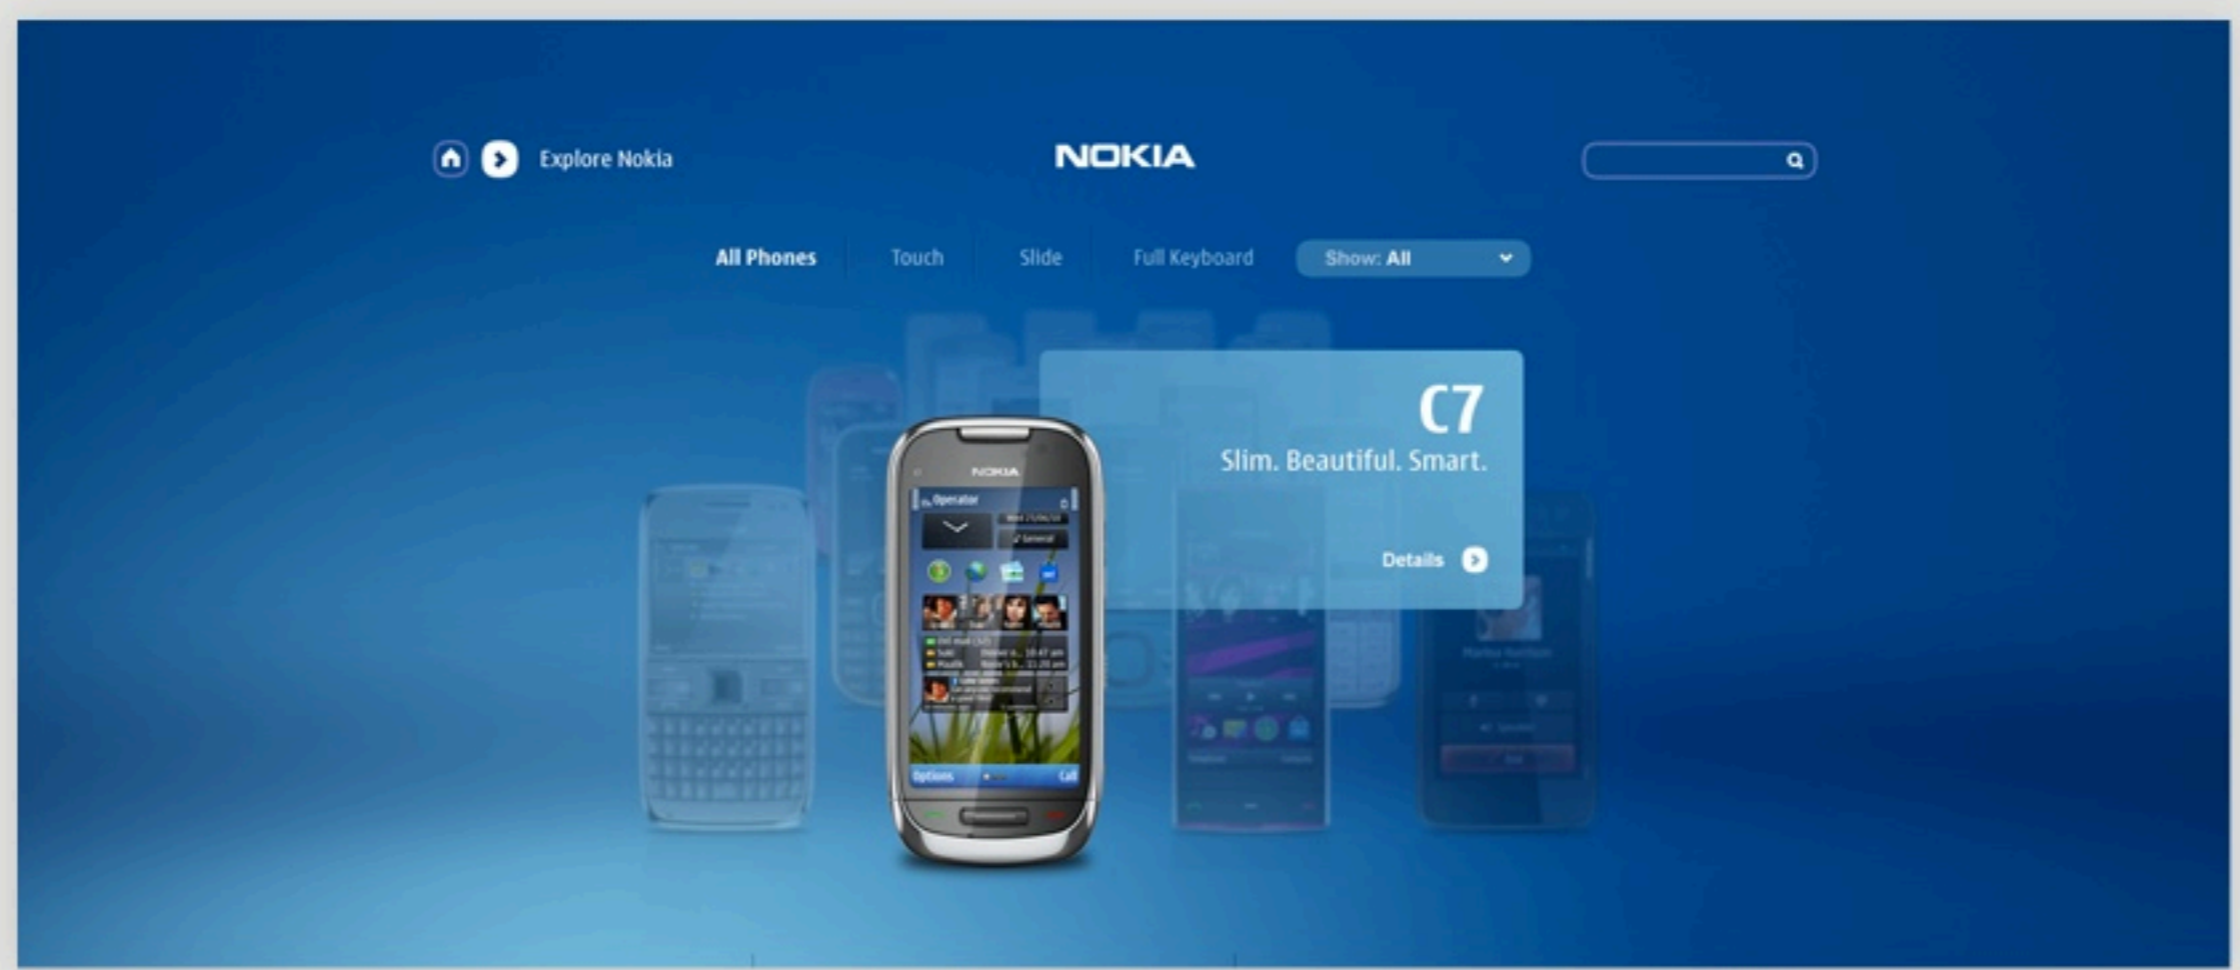 Explore Nokia
NOKIA
All Phones
Touch
Slide
Full Keyboard
Show: All
C7
Slim. Beautiful. Smart.
Details
NOKIA
Operator
General
Options
Call